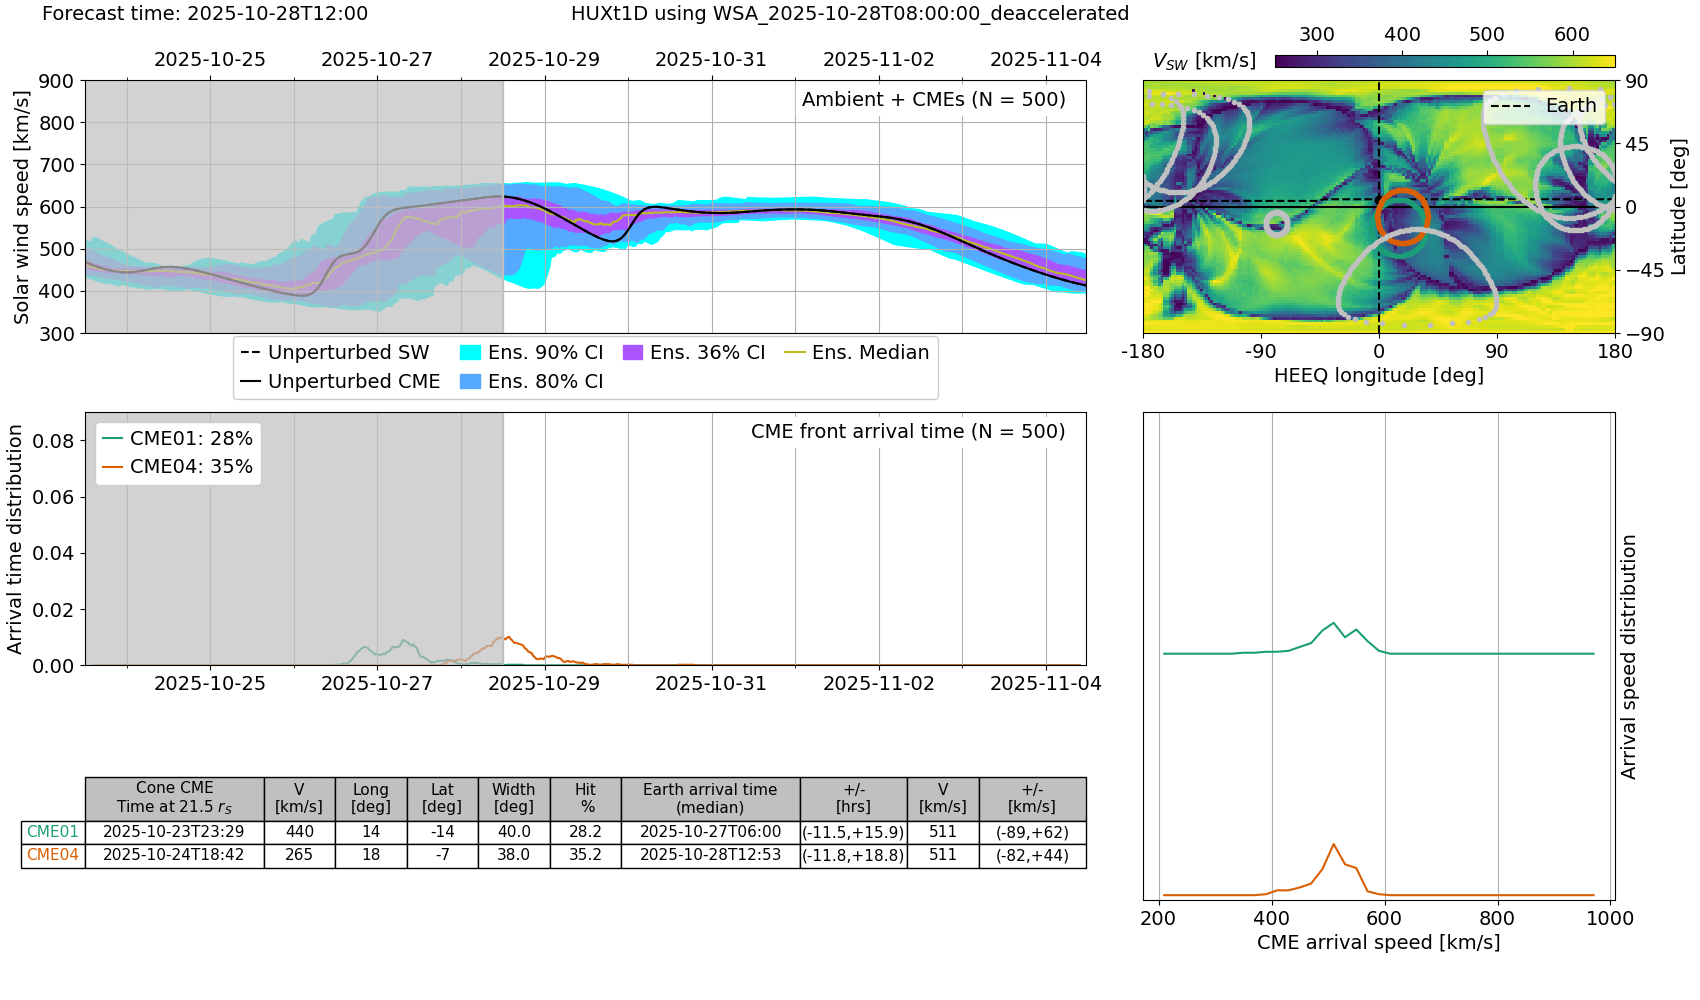 Forecast time: 2025-10-28T12:00
HUXt1D using WSA_2025-10-28T08:00:00_deaccelerated
2025-10-25 2025-10-27 2025-10-29 2025-10-31 2025-11-02 2025-11-04
Solar wind speed [km/s]
900
800
700
600
500
400
300
Ambient + CMEs (N = 500)
Unperturbed SW
Unperturbed CME
Ens. 90% CI
Ens. 80% CI
Ens. 36% CI
Ens. Median
V_SW [km/s]
300 400 500 600
Earth
90
45
0
−45
−90
Latitude [deg]
-180 -90 0 90 180
HEEQ longitude [deg]
Arrival time distribution
0.08
0.06
0.04
0.02
0.00
CME01: 28%
CME04: 35%
CME front arrival time (N = 500)
2025-10-25 2025-10-27 2025-10-29 2025-10-31 2025-11-02 2025-11-04
Arrival speed distribution
200 400 600 800 1000
CME arrival speed [km/s]
Cone CME V Long Lat Width Hit Earth arrival time +/- V +/-
Time at 21.5 r_S [km/s] [deg] [deg] [deg] % (median) [hrs] [km/s] [km/s]
CME01 2025-10-23T23:29 440 14 -14 40.0 28.2 2025-10-27T06:00 (-11.5,+15.9) 511 (-89,+62)
CME04 2025-10-24T18:42 265 18 -7 38.0 35.2 2025-10-28T12:53 (-11.8,+18.8) 511 (-82,+44)